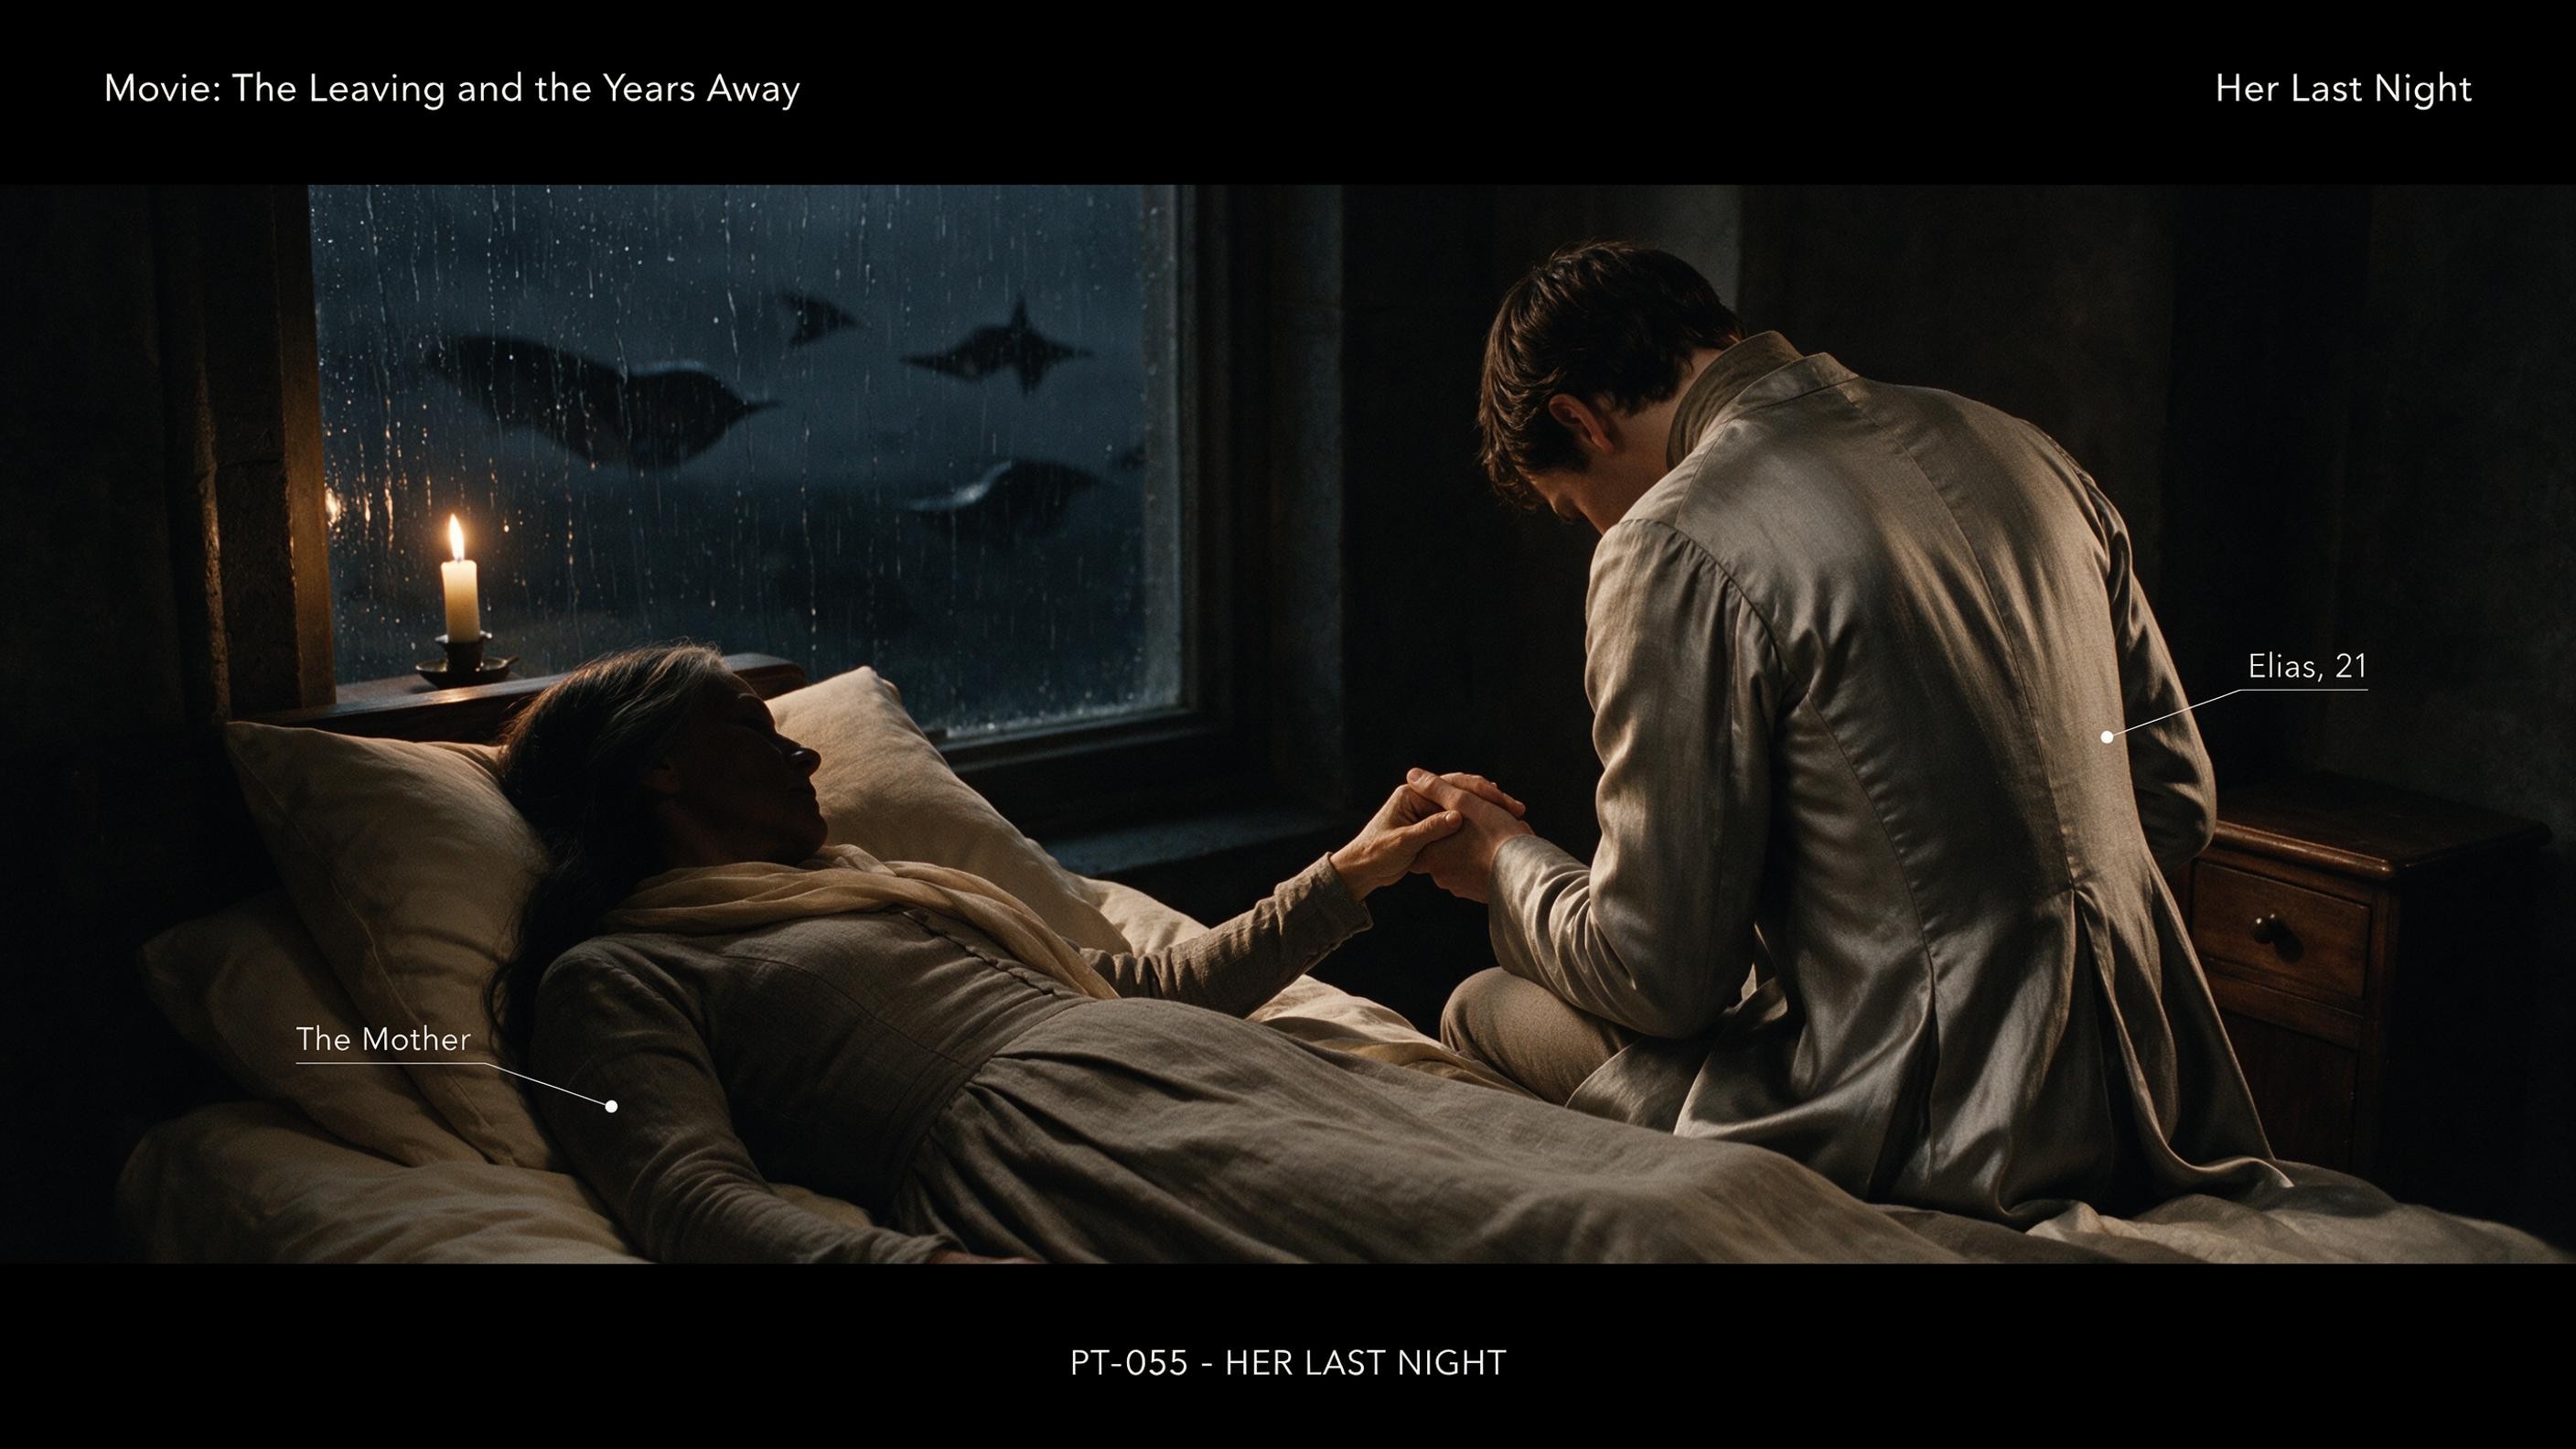 Movie: The Leaving and the Years Away
Her Last Night
Elias, 21
The Mother
PT-055 - HER LAST NIGHT